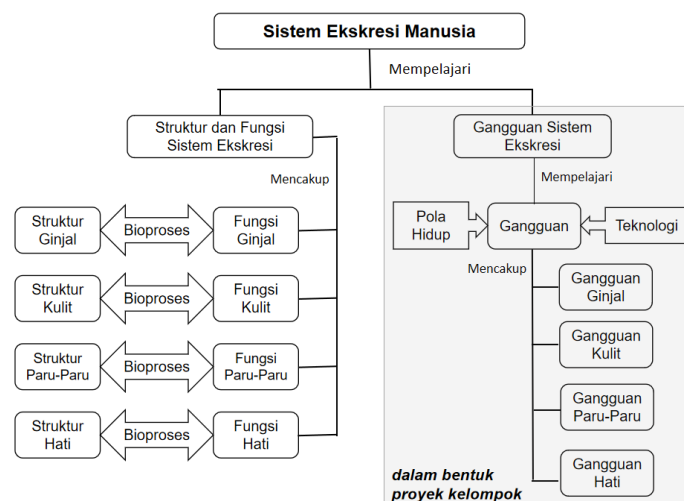 Sistem Ekskresi Manusia
Mempelajari
Struktur dan Fungsi
Sistem Ekskresi
Mencakup
Struktur
Ginjal
Bioproses
Fungsi
Ginjal
Struktur
Kulit
Bioproses
Fungsi
Kulit
Struktur
Paru-Paru
Bioproses
Fungsi
Paru-Paru
Struktur
Hati
Bioproses
Fungsi
Hati
Gangguan Sistem
Ekskresi
Mempelajari
Pola
Hidup
Gangguan
Teknologi
Mencakup
Gangguan
Ginjal
Gangguan
Kulit
Gangguan
Paru-Paru
Gangguan
Hati
dalam bentuk
proyek kelompok